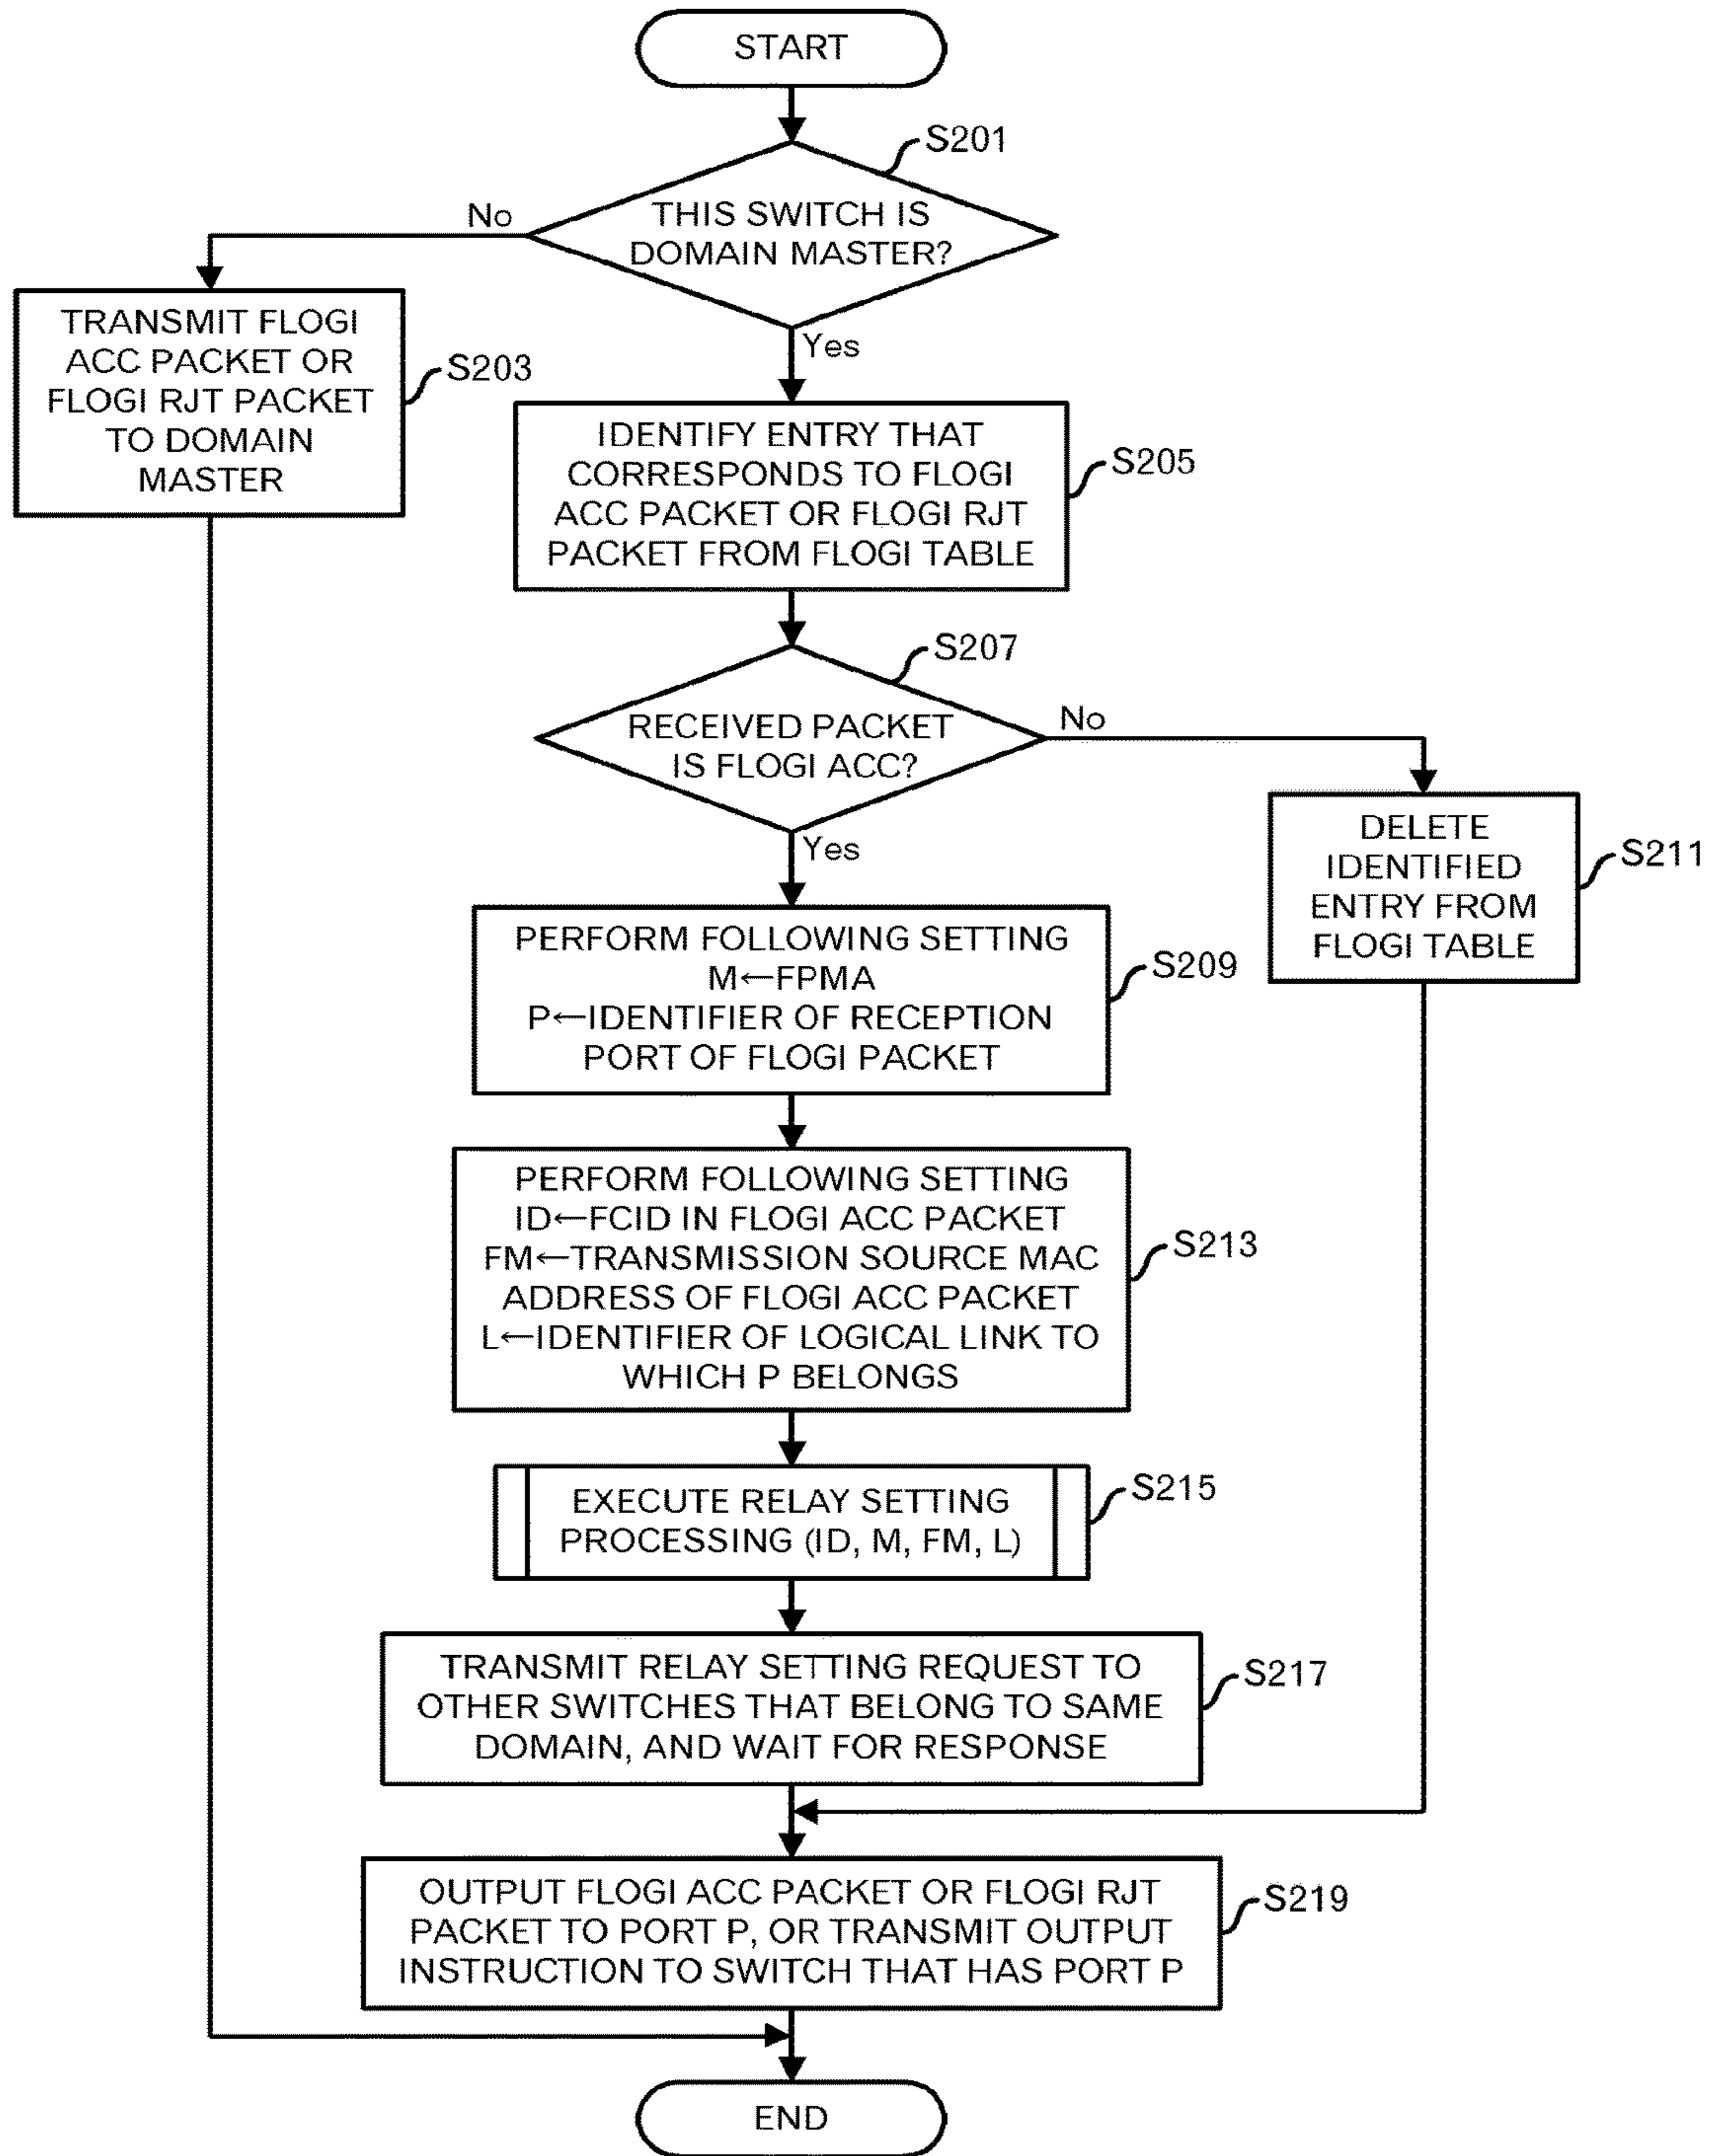 START
S201
THIS SWITCH IS
DOMAIN MASTER?
No
Yes
TRANSMIT FLOGI
ACC PACKET OR
FLOGI RJT PACKET
TO DOMAIN
MASTER
S203
IDENTIFY ENTRY THAT
CORRESPONDS TO FLOGI
ACC PACKET OR FLOGI RJT
PACKET FROM FLOGI TABLE
S205
S207
RECEIVED PACKET
IS FLOGI ACC?
No
Yes
DELETE
IDENTIFIED
ENTRY FROM
FLOGI TABLE
S211
PERFORM FOLLOWING SETTING
M←FPMA
P←IDENTIFIER OF RECEPTION
PORT OF FLOGI PACKET
S209
PERFORM FOLLOWING SETTING
ID←FCID IN FLOGI ACC PACKET
FM←TRANSMISSION SOURCE MAC
ADDRESS OF FLOGI ACC PACKET
L←IDENTIFIER OF LOGICAL LINK TO
WHICH P BELONGS
S213
EXECUTE RELAY SETTING
PROCESSING (ID, M, FM, L)
S215
TRANSMIT RELAY SETTING REQUEST TO
OTHER SWITCHES THAT BELONG TO SAME
DOMAIN, AND WAIT FOR RESPONSE
S217
OUTPUT FLOGI ACC PACKET OR FLOGI RJT
PACKET TO PORT P, OR TRANSMIT OUTPUT
INSTRUCTION TO SWITCH THAT HAS PORT P
S219
END